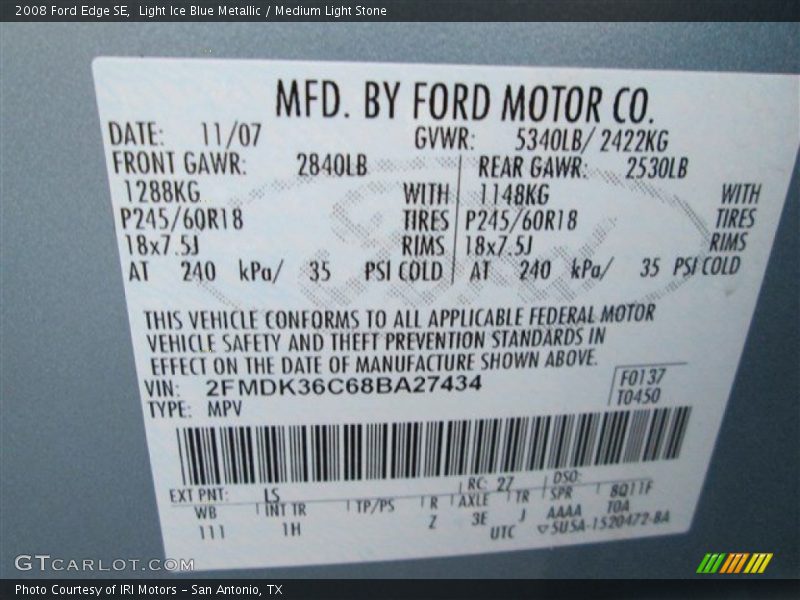 2008 Ford Edge SE, Light Ice Blue Metallic / Medium Light Stone
MFD. BY FORD MOTOR CO.
DATE: 11/07 GVWR: 5340LB/ 2422KG
FRONT GAWR: 2840LB REAR GAWR: 2530LB
1288KG WITH 1148KG WITH
P245/60R18 TIRES P245/60R18 TIRES
18x7.5J RIMS 18x7.5J RIMS
AT 240 kPa/ 35 PSI COLD AT 240 kPa/ 35 PSI COLD
THIS VEHICLE CONFORMS TO ALL APPLICABLE FEDERAL MOTOR
VEHICLE SAFETY AND THEFT PREVENTION STANDARDS IN
EFFECT ON THE DATE OF MANUFACTURE SHOWN ABOVE.
VIN: 2FMDK36C68BA27434 F0137
TYPE: MPV T0450
EXT PNT: LS RC: 27 DSO:
WB INT TR TP/PS R AXLE TR SPR 8Q11F
111 1H Z 3E J AAAA TOA
UTC ▽5USA-1520472-BA
GTCARLOT.COM
Photo Courtesy of IRI Motors – San Antonio, TX